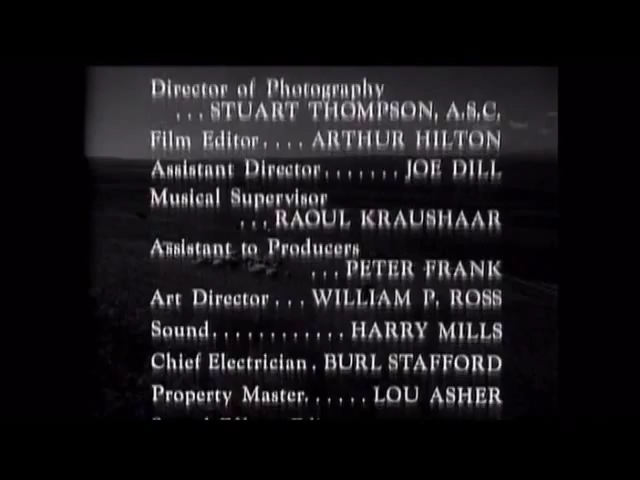 Director of Photography
... STUART THOMPSON, A.S.C.
Film Editor.... ARTHUR HILTON
Assistant Director....... JOE DILL
Musical Supervisor
... RAOUL KRAUSHAAR
Assistant to Producers
... PETER FRANK
Art Director... WILLIAM P. ROSS
Sound............ HARRY MILLS
Chief Electrician. BURL STAFFORD
Property Master...... LOU ASHER